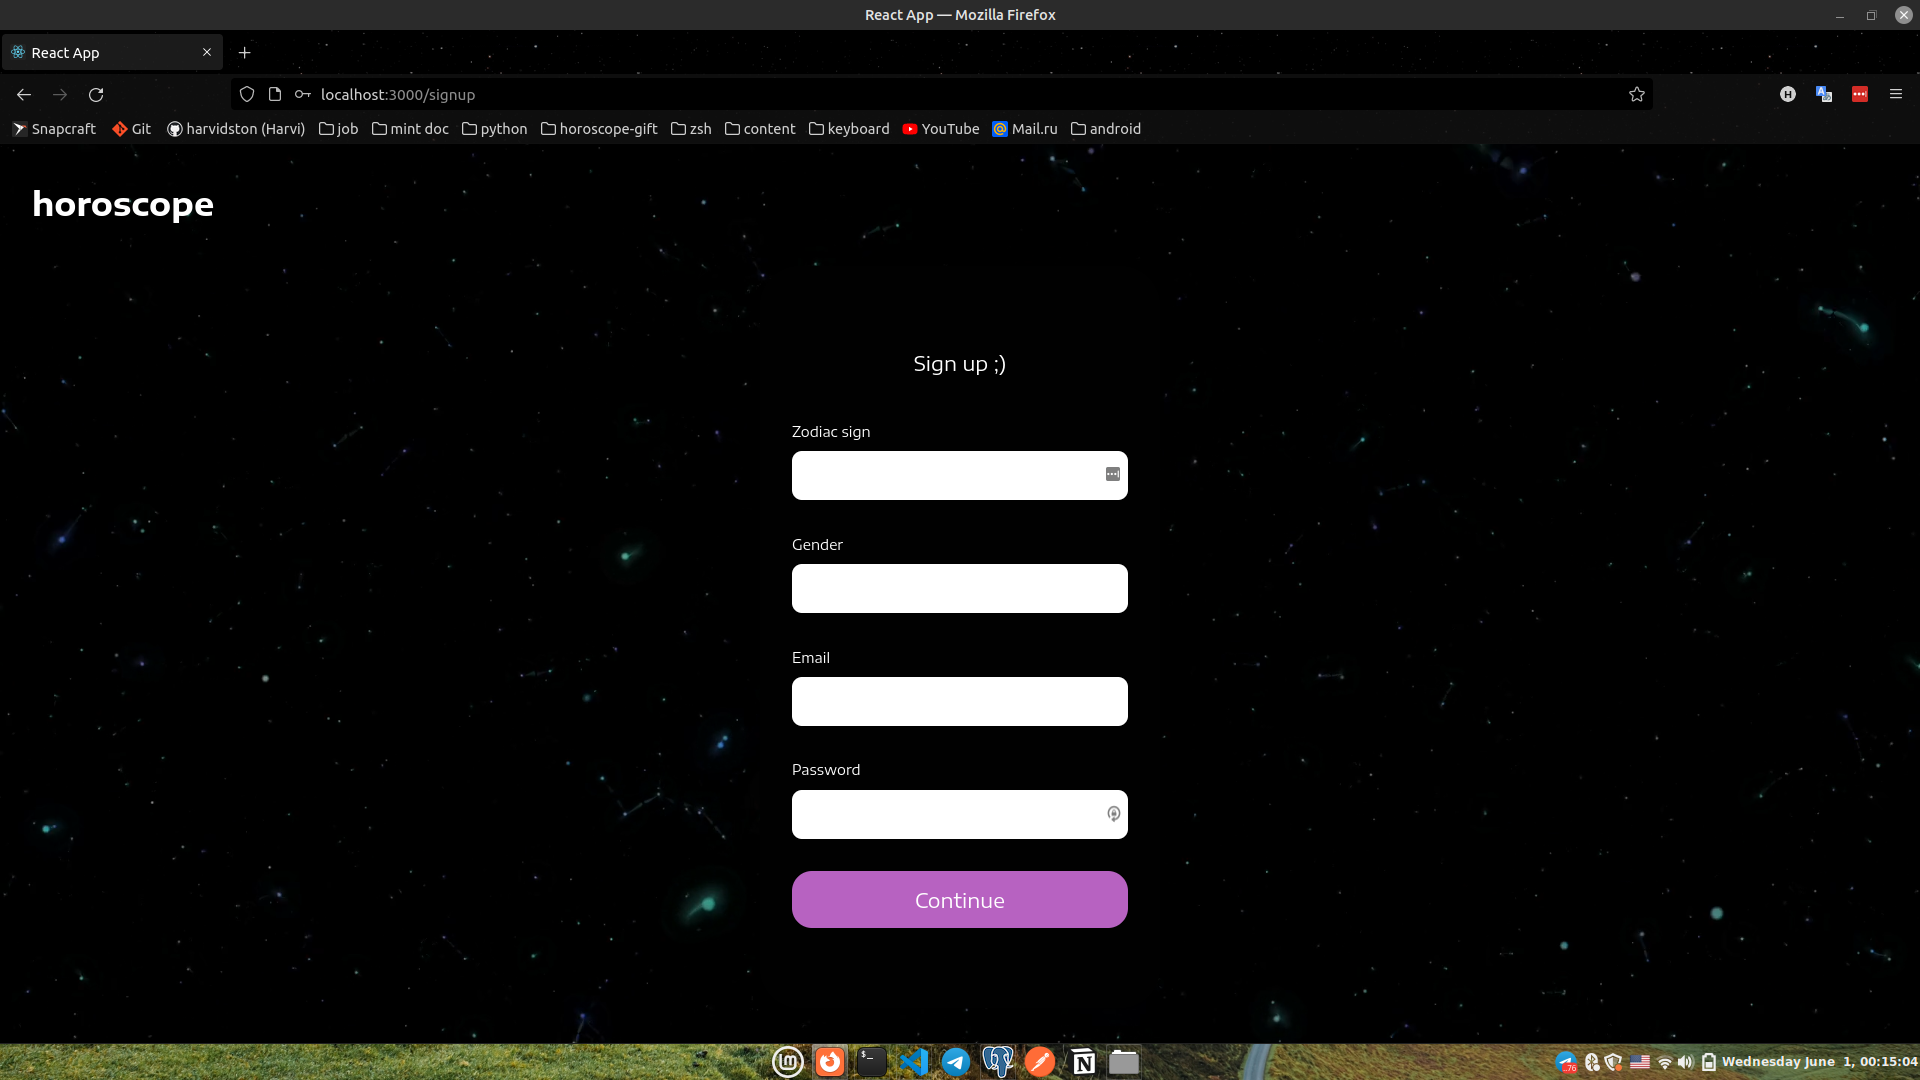 React App — Mozilla Firefox
React App
localhost:3000/signup
Snapcraft Git harvidston (Harvi) job mint doc python horoscope-gift zsh content keyboard YouTube Mail.ru android
horoscope
Sign up ;)
Zodiac sign
Gender
Email
Password
Continue
Wednesday June 1, 00:15:04